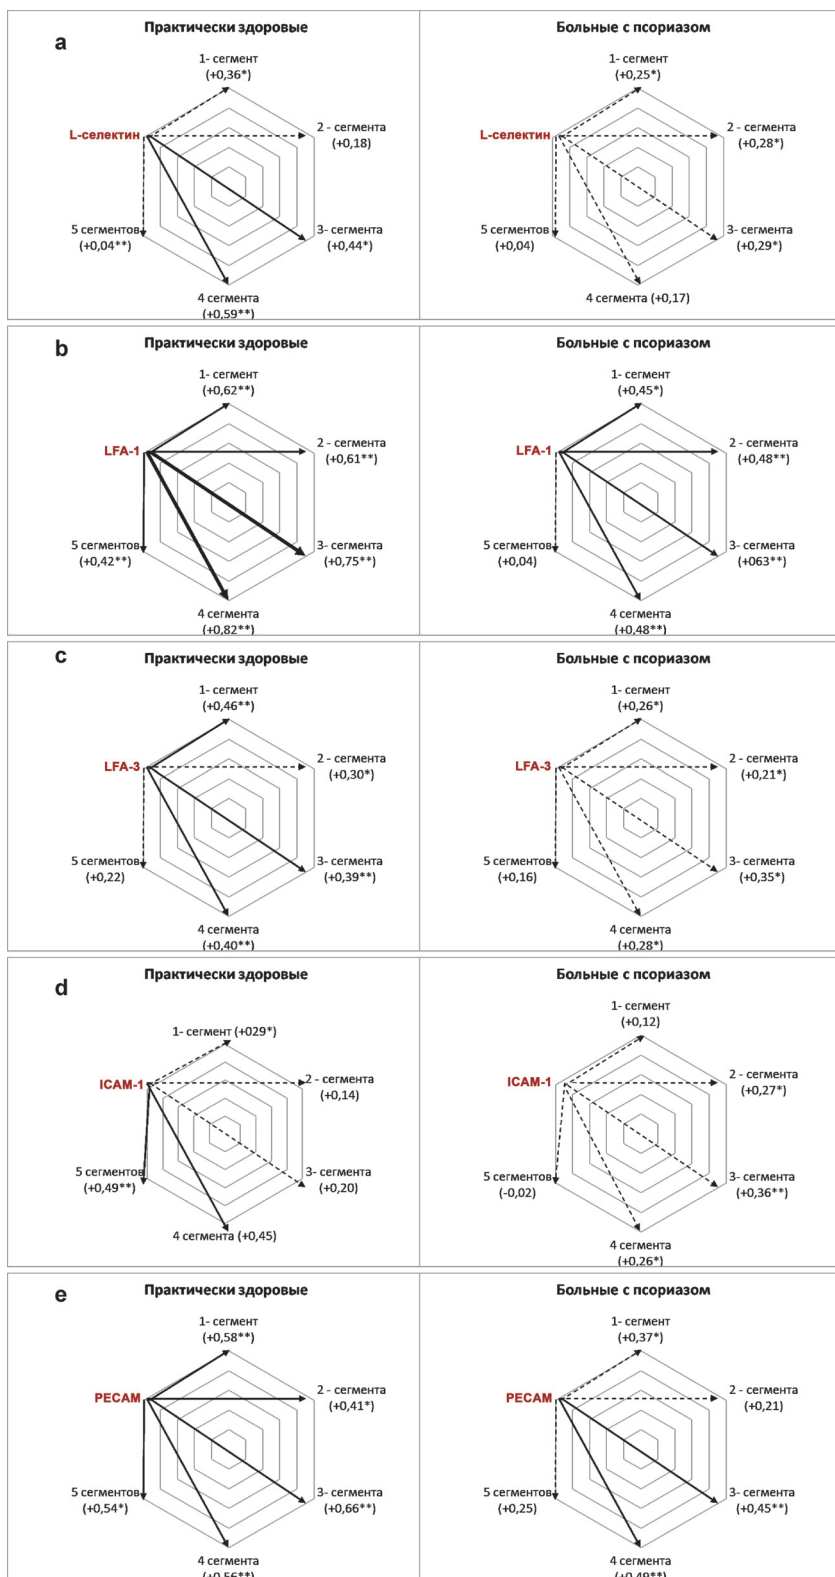 a
Практически здоровые
1- сегмент
(+0,36*)
L-селектин
2 - сегмента
(+0,18)
5 сегментов
(+0,04**)
3- сегмента
(+0,44*)
4 сегмента
(+0,59**)
Больные с псориазом
1- сегмент
(+0,25*)
L-селектин
2 - сегмента
(+0,28*)
5 сегментов
(+0,04)
3- сегмента
(+0,29*)
4 сегмента (+0,17)
b
Практически здоровые
1- сегмент
(+0,62**)
LFA-1
2 - сегмента
(+0,61**)
5 сегментов
(+0,42**)
3- сегмента
(+0,75**)
4 сегмента
(+0,82**)
Больные с псориазом
1- сегмент
(+0,45*)
LFA-1
2 - сегмента
(+0,48**)
5 сегментов
(+0,04)
3- сегмента
(+063**)
4 сегмента
(+0,48**)
c
Практически здоровые
1- сегмент
(+0,46**)
LFA-3
2 - сегмента
(+0,30*)
5 сегментов
(+0,22)
3- сегмента
(+0,39**)
4 сегмента
(+0,40**)
Больные с псориазом
1- сегмент
(+0,26*)
LFA-3
2 - сегмента
(+0,21*)
5 сегментов
(+0,16)
3- сегмента
(+0,35*)
4 сегмента
(+0,28*)
d
Практически здоровые
1- сегмент (+029*)
ICAM-1
2 - сегмента
(+0,14)
5 сегментов
(+0,49**)
3- сегмента
(+0,20)
4 сегмента (+0,45)
Больные с псориазом
1- сегмент
(+0,12)
ICAM-1
2 - сегмента
(+0,27*)
5 сегментов
(-0,02)
3- сегмента
(+0,36**)
4 сегмента
(+0,26*)
e
Практически здоровые
1- сегмент
(+0,58**)
PECAM
2 - сегмента
(+0,41*)
5 сегментов
(+0,54*)
3- сегмента
(+0,66**)
4 сегмента
(+0,56**)
Больные с псориазом
1- сегмент
(+0,37*)
PECAM
2 - сегмента
(+0,21)
5 сегментов
(+0,25)
3- сегмента
(+0,45**)
4 сегмента
(+0,49**)